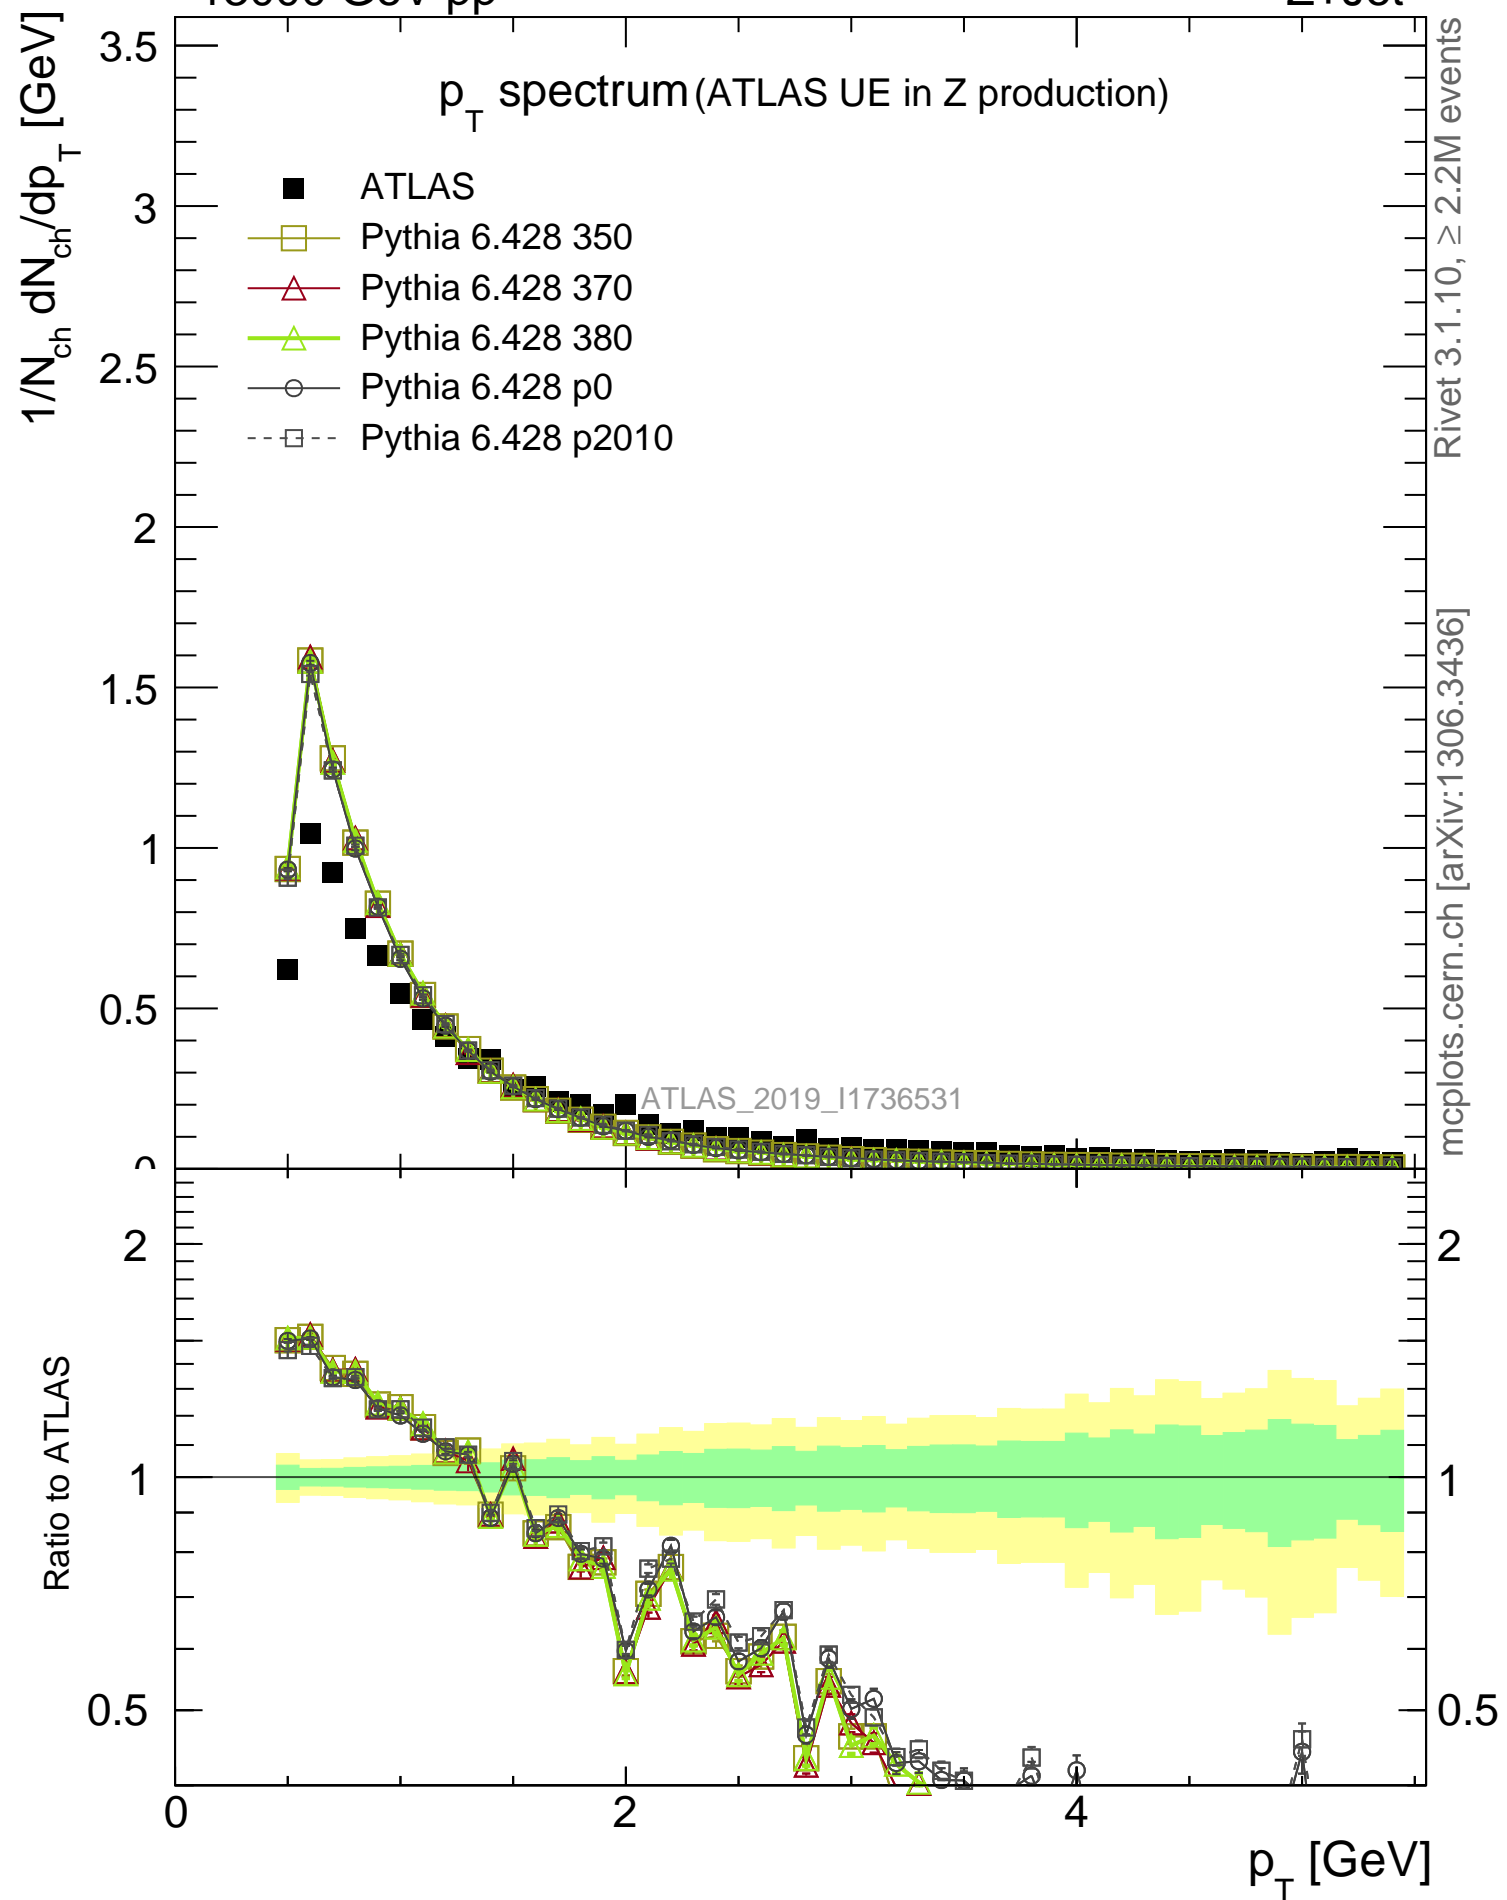 1/N_ch dN_ch/dp_T [GeV]
p_T spectrum (ATLAS UE in Z production)
ATLAS
Pythia 6.428 350
Pythia 6.428 370
Pythia 6.428 380
Pythia 6.428 p0
Pythia 6.428 p2010
3.5
3
2.5
2
1.5
1
0.5
0
ATLAS_2019_I1736531
Rivet 3.1.10, ≥ 2.2M events
mcplots.cern.ch [arXiv:1306.3436]
Ratio to ATLAS
2
1
0.5
2
1
0.5
0
2
4
p_T [GeV]